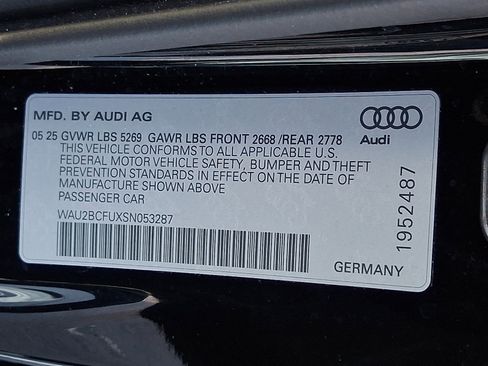 MFD. BY AUDI AG
05 25 GVWR LBS 5269 GAWR LBS FRONT 2668 /REAR 2778
THIS VEHICLE CONFORMS TO ALL APPLICABLE U.S.
FEDERAL MOTOR VEHICLE SAFETY, BUMPER AND THEFT
PREVENTION STANDARDS IN EFFECT ON THE DATE OF
MANUFACTURE SHOWN ABOVE
PASSENGER CAR
WAU2BCFUXSN053287
Audi
1952487
GERMANY